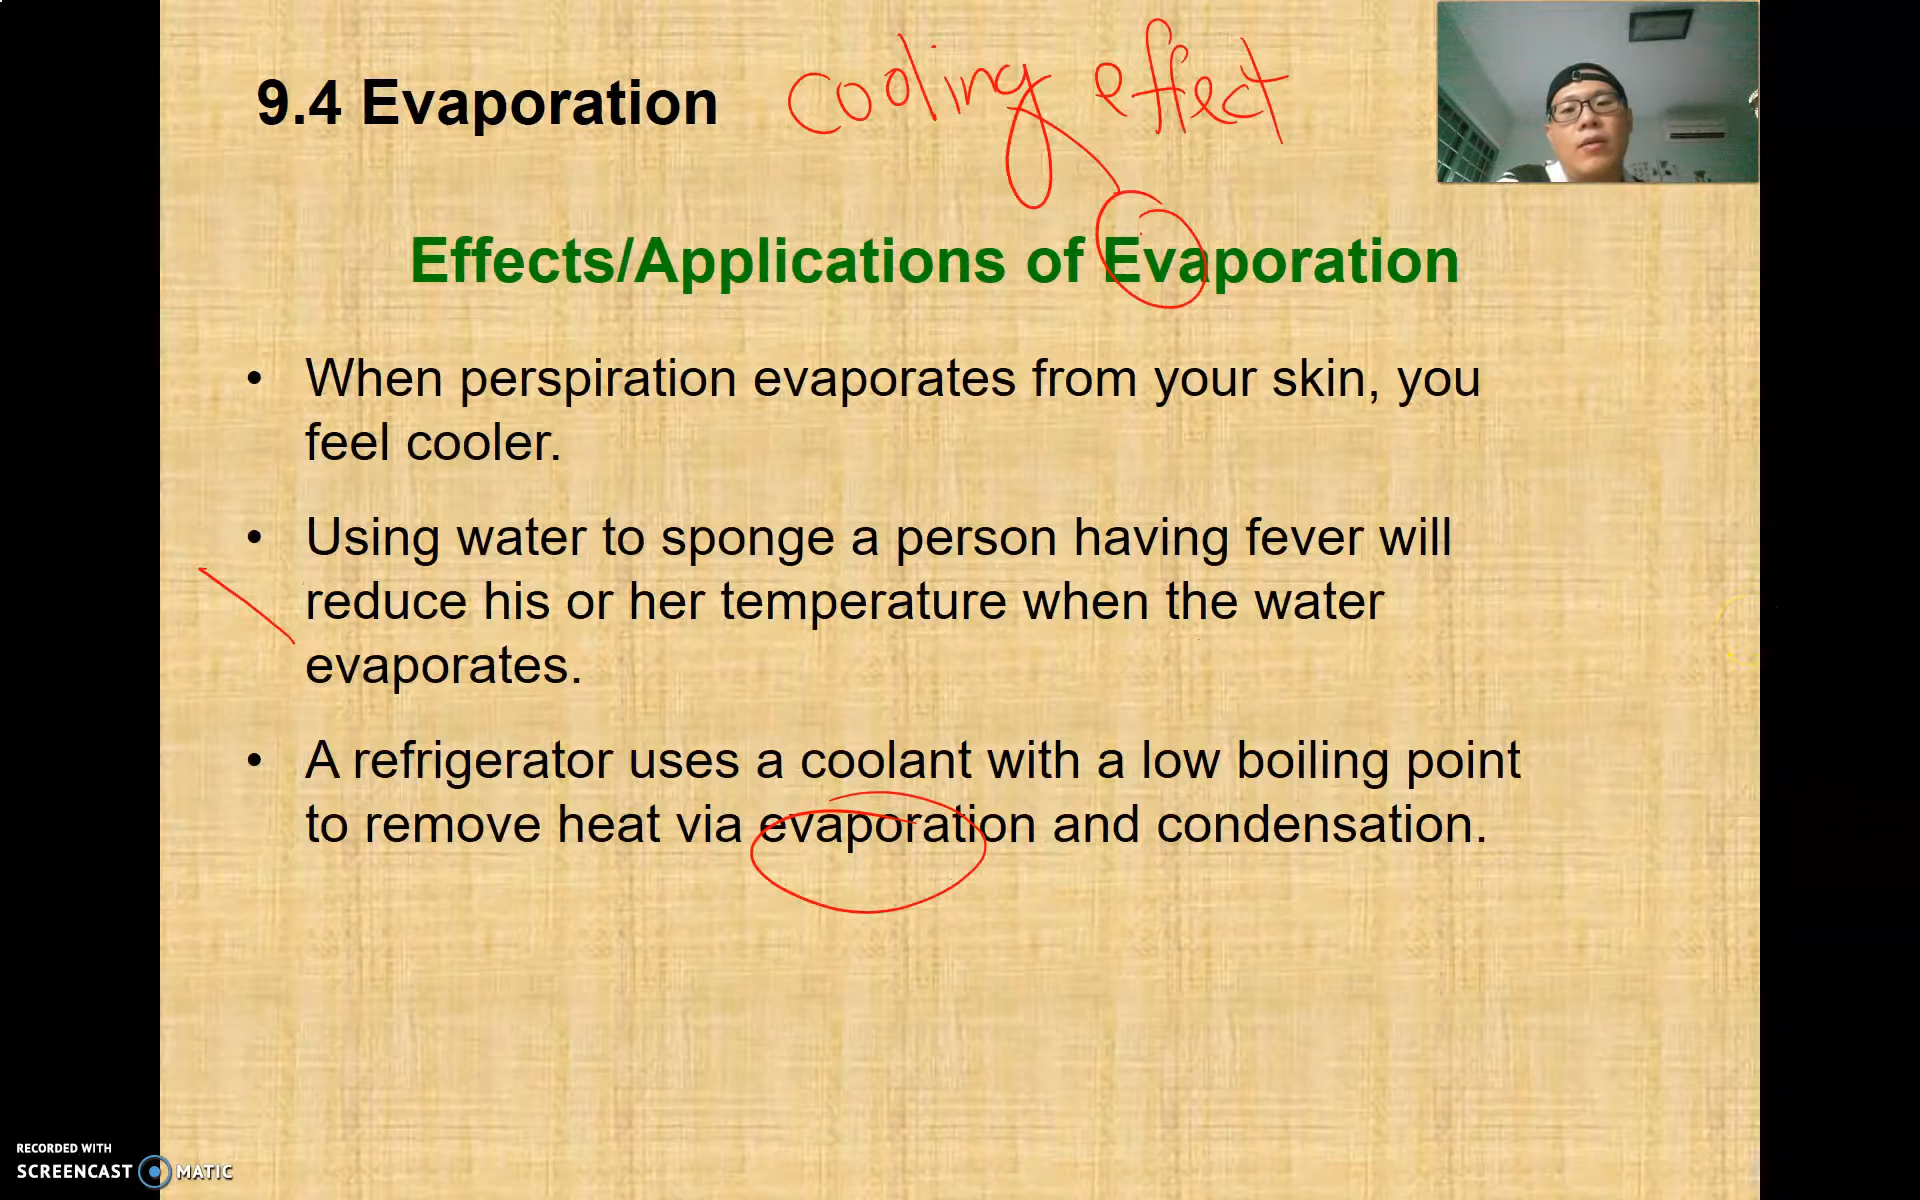 9.4 Evaporation cooling effect
Effects/Applications of Evaporation
• When perspiration evaporates from your skin, you
feel cooler.
• Using water to sponge a person having fever will
reduce his or her temperature when the water
evaporates.
• A refrigerator uses a coolant with a low boiling point
to remove heat via evaporation and condensation.
RECORDED WITH
SCREENCAST MATIC